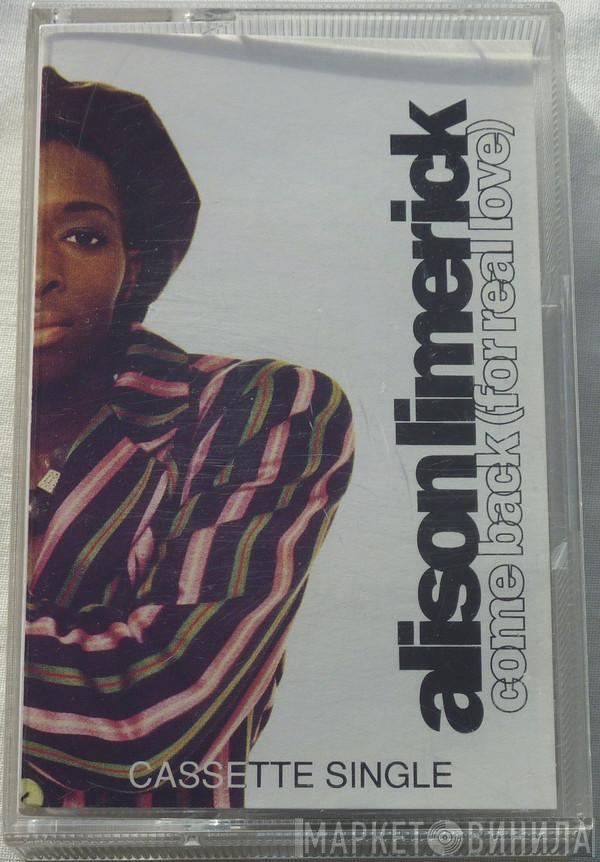 alison limerick
come back (for real love)
CASSETTE SINGLE
МАРКЕТ ВИНИЛА